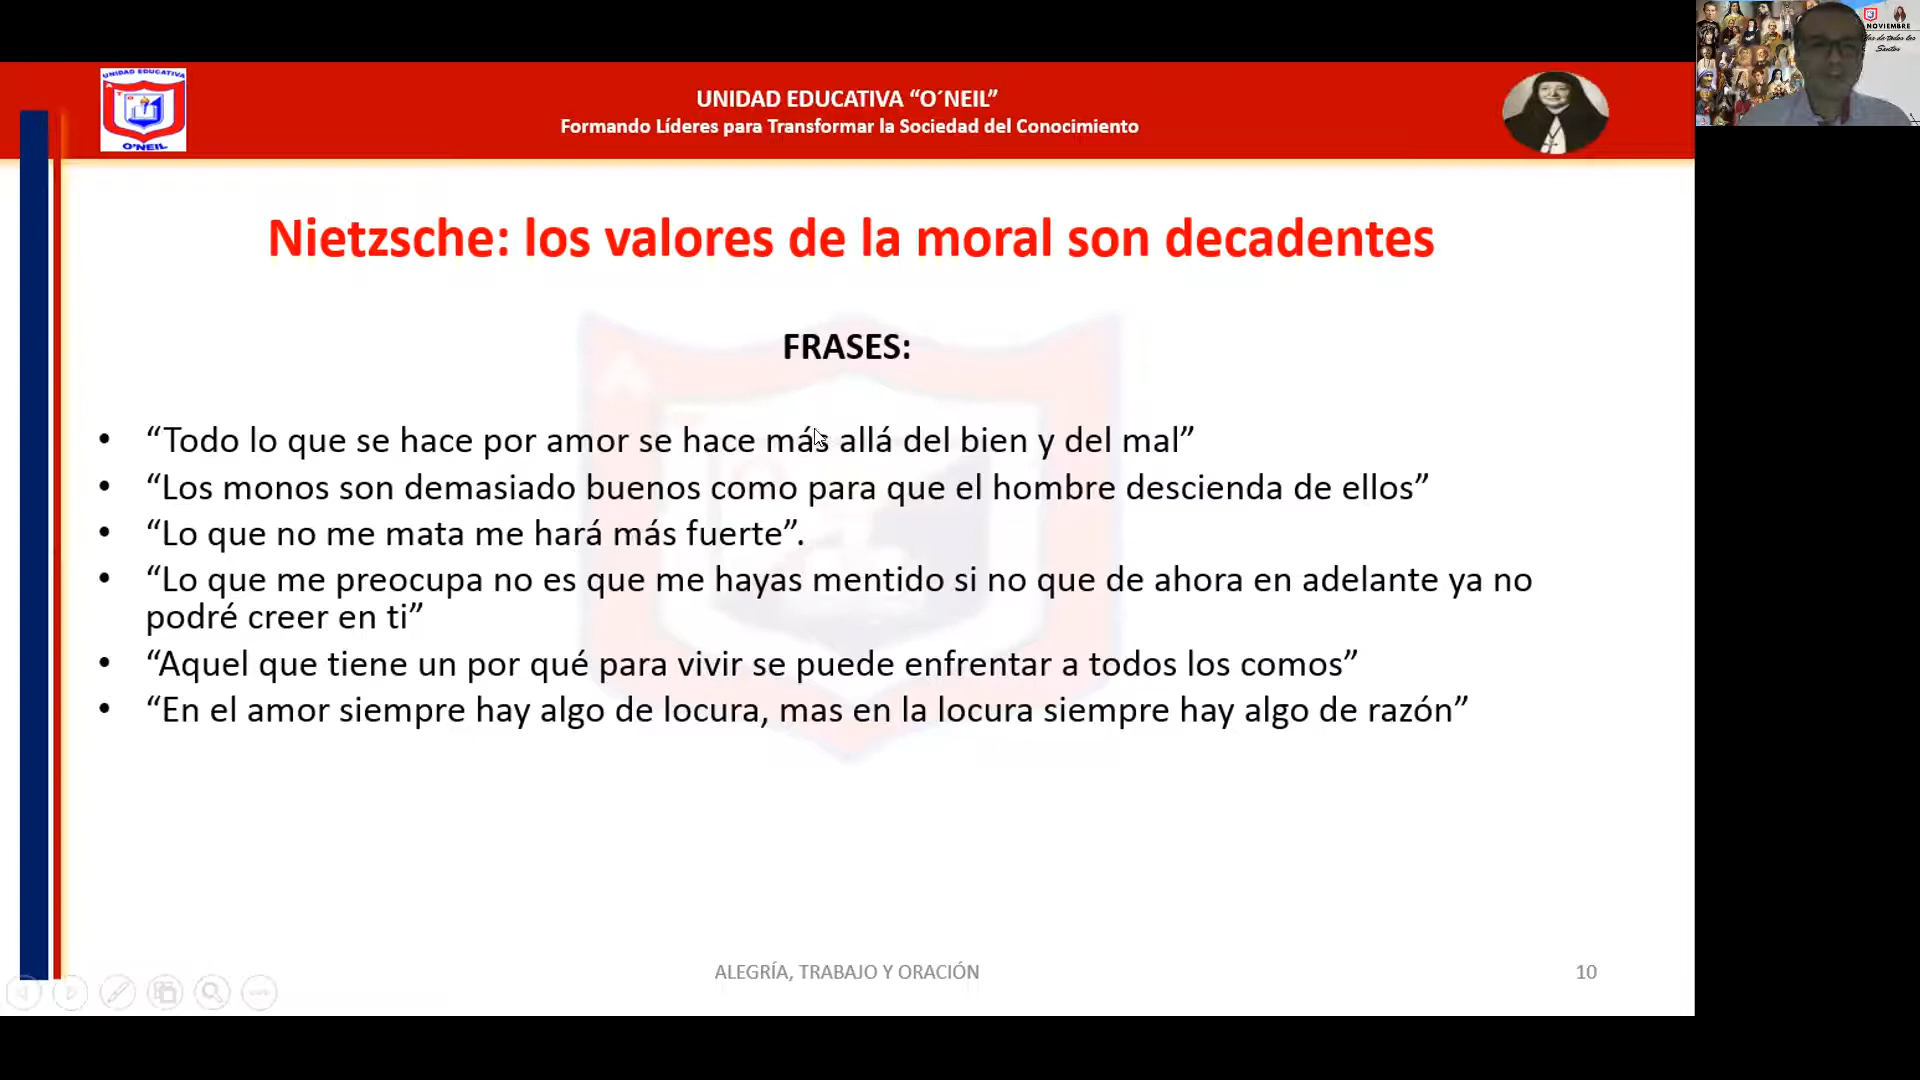 UNIDAD EDUCATIVA
O'NEIL
UNIDAD EDUCATIVA “O´NEIL”
Formando Líderes para Transformar la Sociedad del Conocimiento
NOVIEMBRE
Santos
Nietzsche: los valores de la moral son decadentes
FRASES:
• “Todo lo que se hace por amor se hace más allá del bien y del mal”
• “Los monos son demasiado buenos como para que el hombre descienda de ellos”
• “Lo que no me mata me hará más fuerte”.
• “Lo que me preocupa no es que me hayas mentido si no que de ahora en adelante ya no
podré creer en ti”
• “Aquel que tiene un por qué para vivir se puede enfrentar a todos los comos”
• “En el amor siempre hay algo de locura, mas en la locura siempre hay algo de razón”
ALEGRÍA, TRABAJO Y ORACIÓN
10